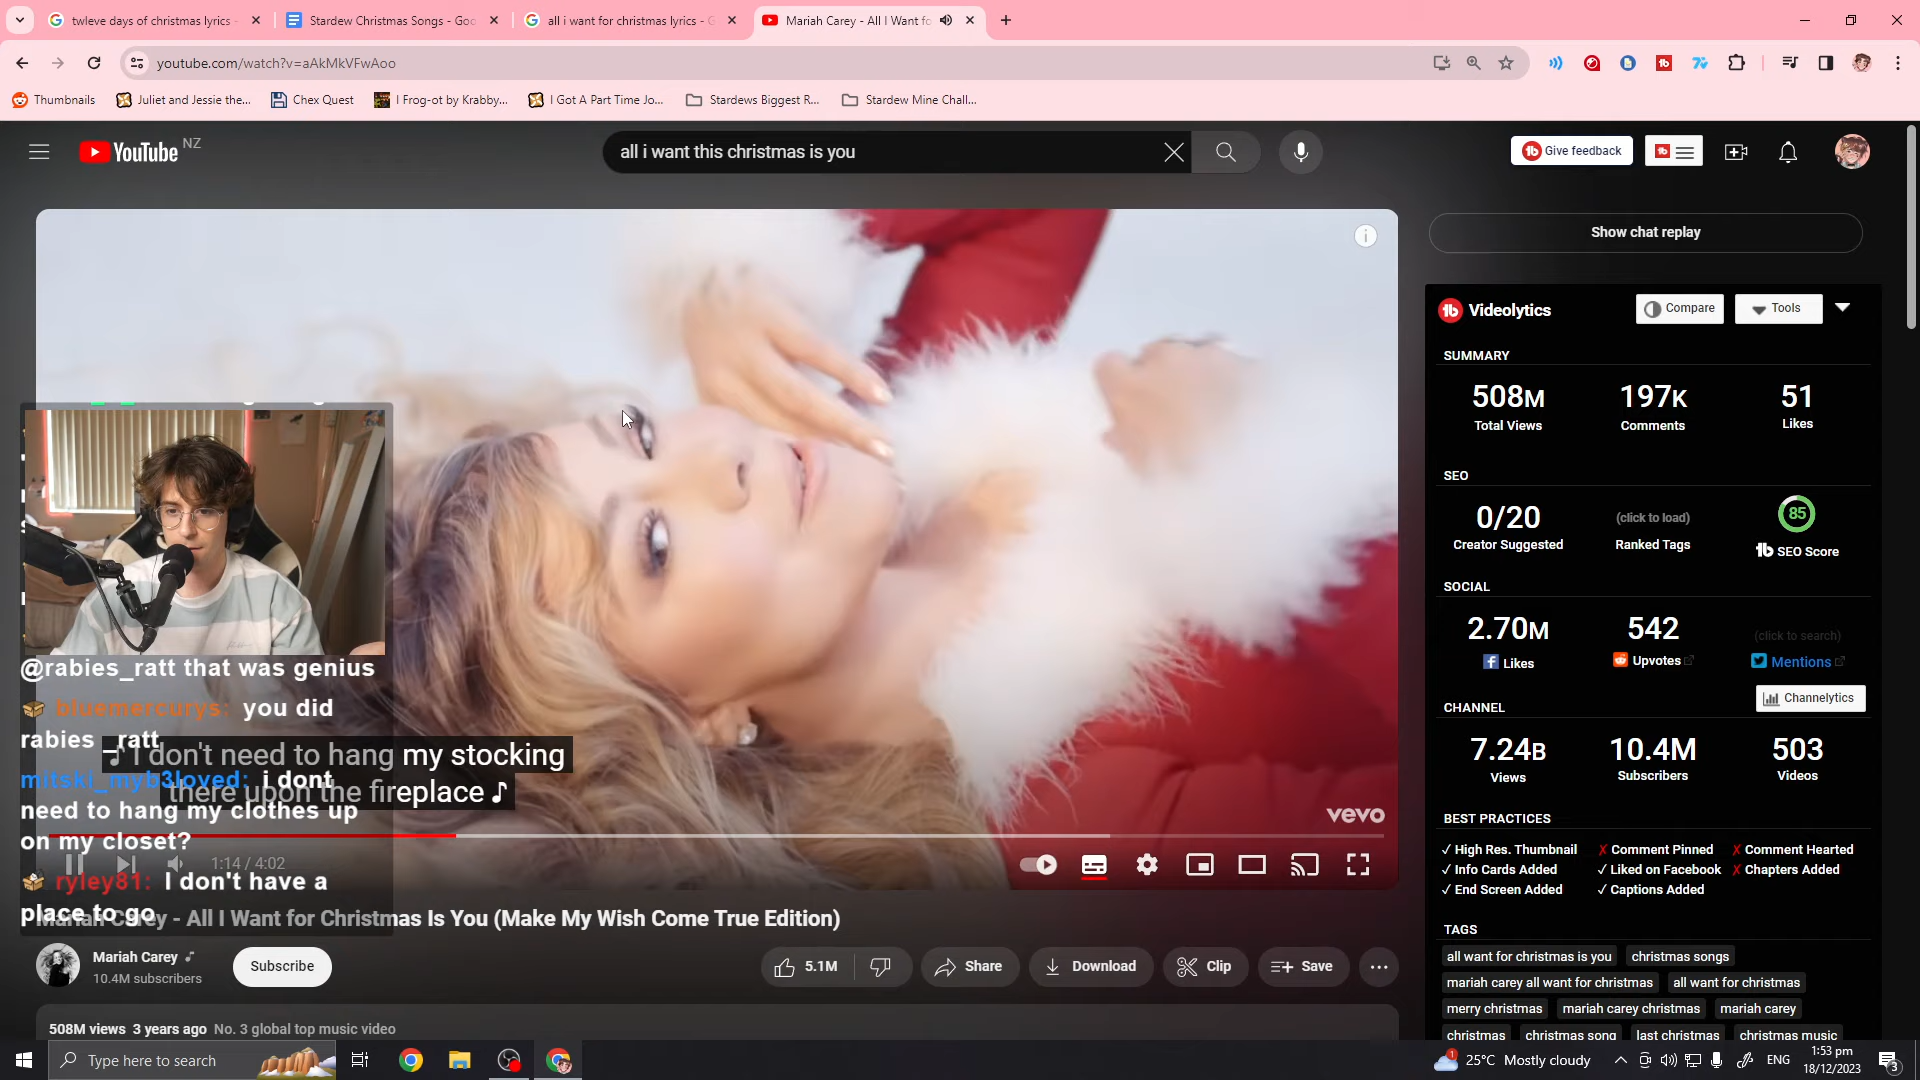 twleve days of christmas lyrics -
Stardew Christmas Songs - Goo
all i want for christmas lyrics - G
Mariah Carey - All I Want fo
youtube.com/watch?v=aAkMkVFwAoo
Thumbnails
Juliet and Jessie the...
Chex Quest
I Frog-ot by Krabby...
I Got A Part Time Jo...
Stardews Biggest R...
Stardew Mine Chall...
YouTube NZ
all i want this christmas is you
Give feedback
Show chat replay
Videolytics
Compare
Tools
SUMMARY
508M 197K 51
Total Views Comments Likes
SEO
0/20 (click to load) 85
Creator Suggested Ranked Tags SEO Score
SOCIAL
2.70M 542 (click to search)
Likes Upvotes Mentions
Channelytics
CHANNEL
7.24B 10.4M 503
Views Subscribers Videos
BEST PRACTICES
✓ High Res. Thumbnail ✗ Comment Pinned ✗ Comment Hearted
✓ Info Cards Added ✓ Liked on Facebook ✗ Chapters Added
✓ End Screen Added ✓ Captions Added
TAGS
all want for christmas is you christmas songs
mariah carey all want for christmas all want for christmas
merry christmas mariah carey christmas mariah carey
christmas christmas song last christmas christmas music
@rabies_ratt that was genius
bluemercurys: you did
rabies_ratt
mitski_myb3loved: i dont
need to hang my clothes up
on my closet?
ryley81: I don't have a
place to go
♪ I don't need to hang my stocking
there upon the fireplace ♪
vevo
1:14 / 4:02
Mariah Carey - All I Want for Christmas Is You (Make My Wish Come True Edition)
Mariah Carey
10.4M subscribers
Subscribe
5.1M
Share
Download
Clip
Save
508M views 3 years ago No. 3 global top music video
Type here to search
25°C Mostly cloudy
ENG
1:53 pm
18/12/2023
3